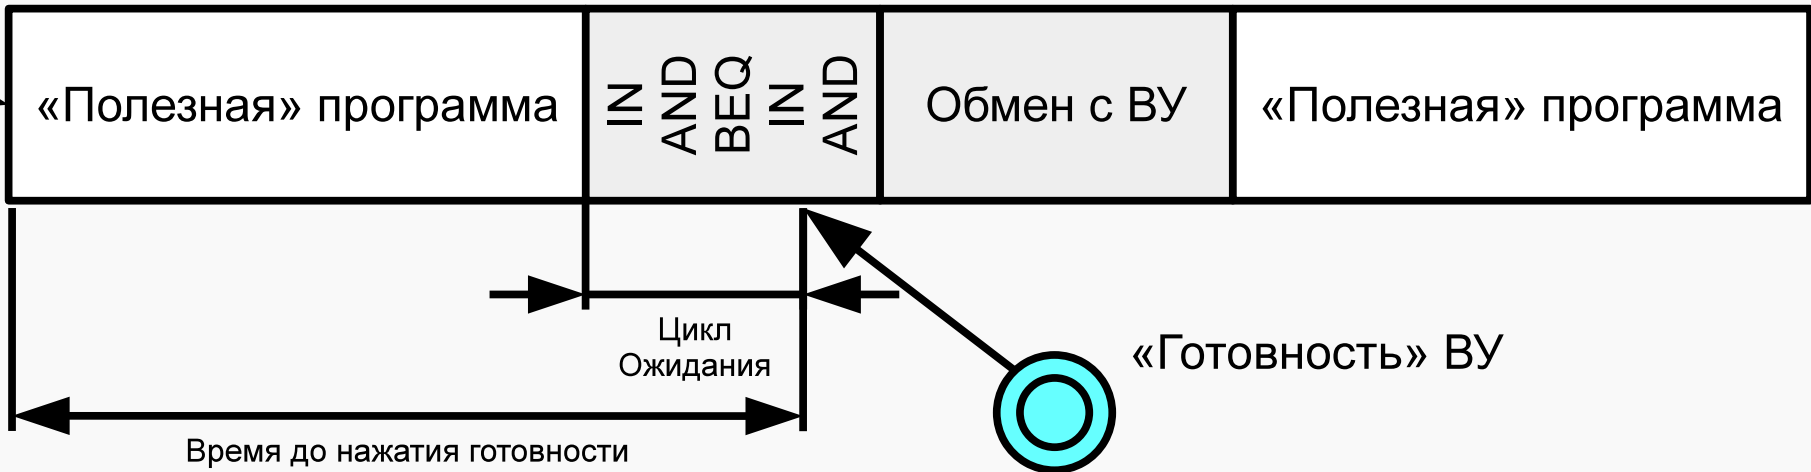 «Полезная» программа
IN
AND
BEQ
IN
AND
Обмен с ВУ
«Полезная» программа
Цикл
Ожидания
«Готовность» ВУ
Время до нажатия готовности